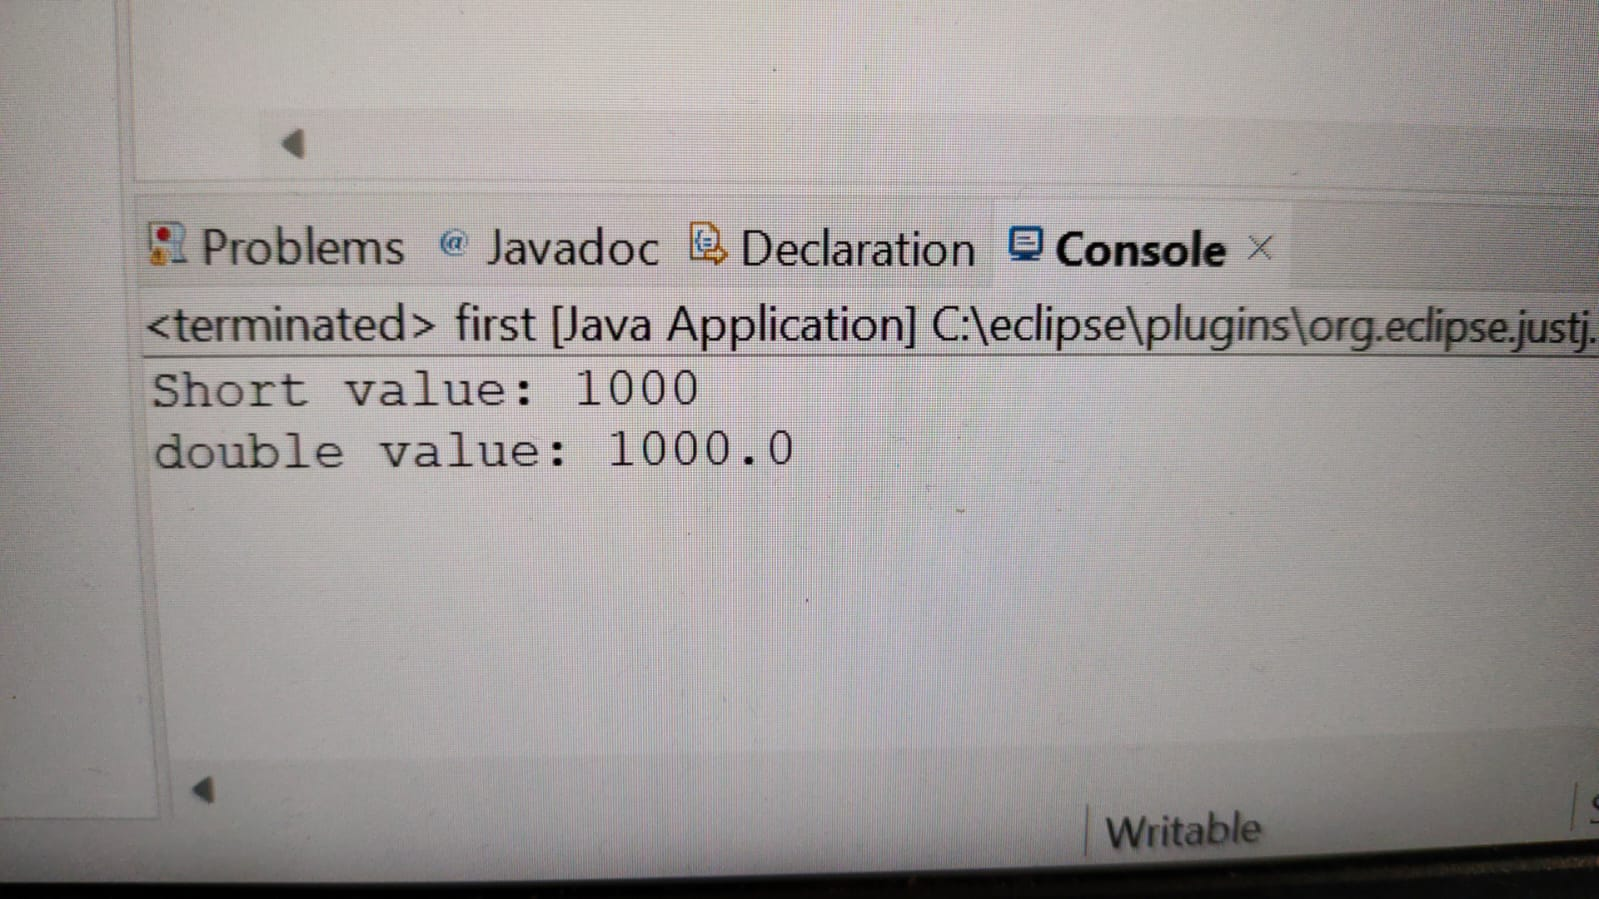 Problems @ Javadoc Declaration Console
<terminated> first [Java Application] C:\eclipse\plugins\org.eclipse.justj.
Short value: 1000
double value: 1000.0
Writable